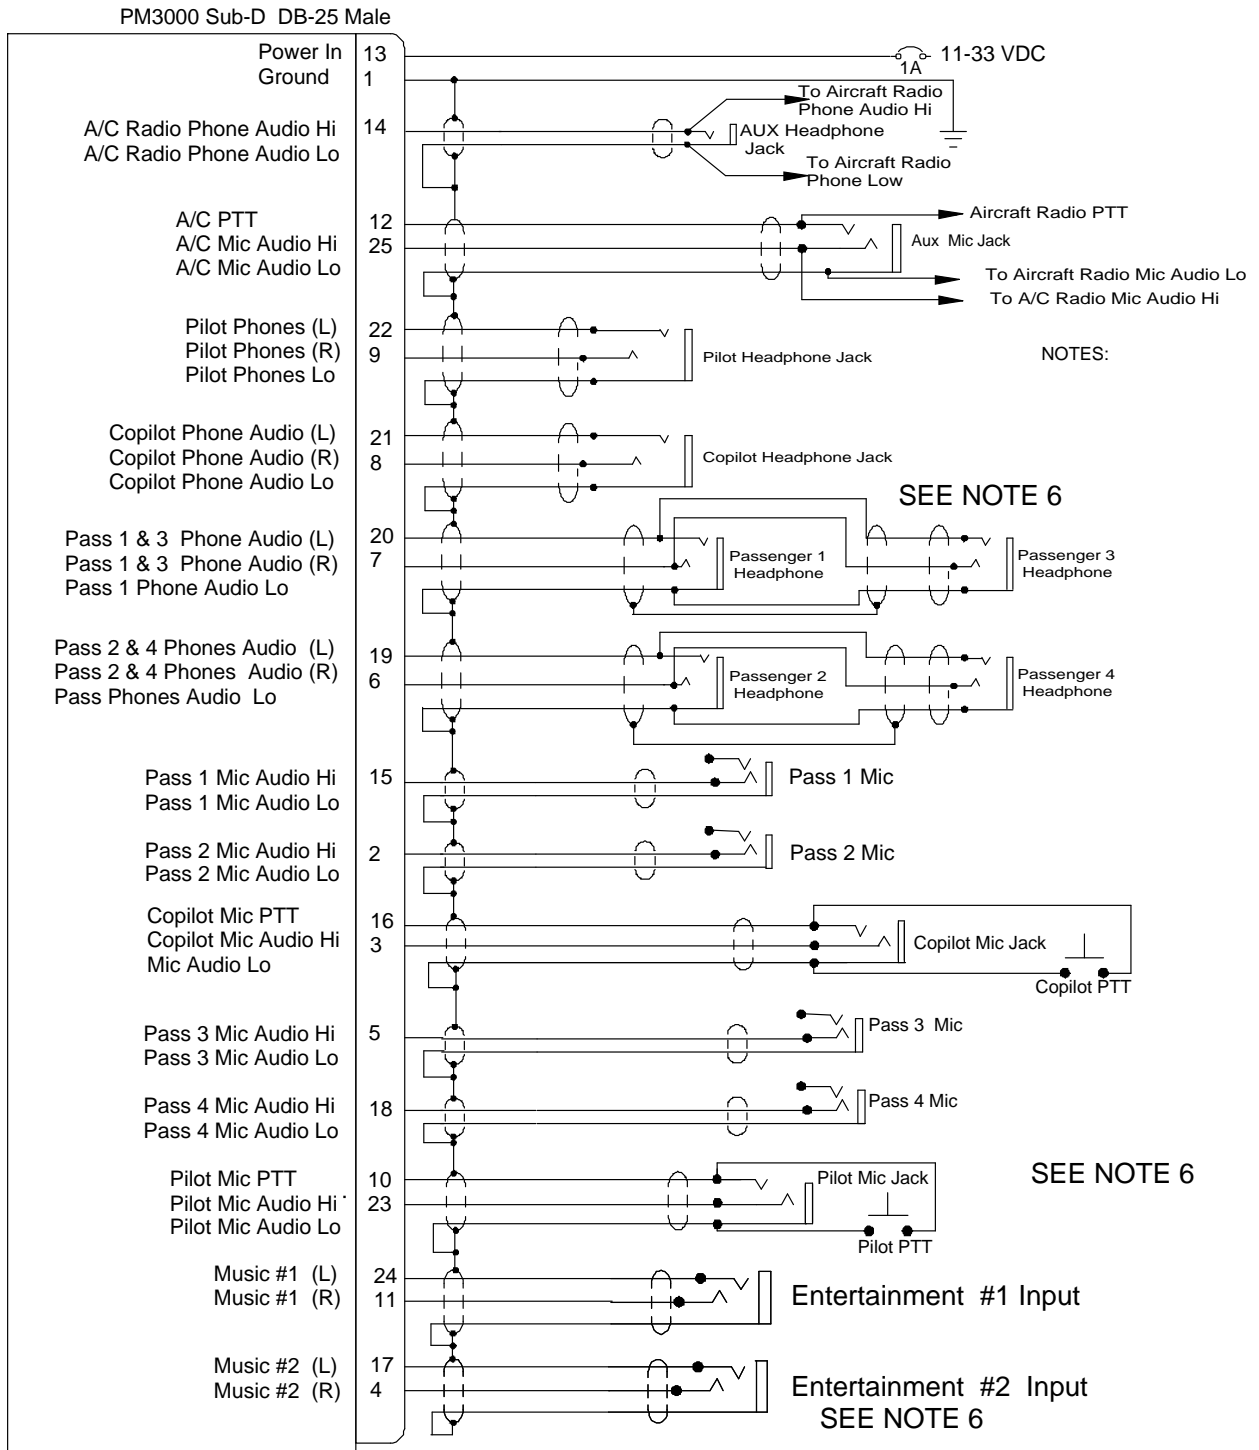 PM3000 Sub-D DB-25 Male
Power In 13 1A 11-33 VDC
Ground 1
To Aircraft Radio
Phone Audio Hi
A/C Radio Phone Audio Hi 14 AUX Headphone
Jack
A/C Radio Phone Audio Lo
To Aircraft Radio
Phone Low
A/C PTT 12 Aircraft Radio PTT
A/C Mic Audio Hi 25 Aux Mic Jack
A/C Mic Audio Lo
To Aircraft Radio Mic Audio Lo
To A/C Radio Mic Audio Hi
Pilot Phones (L) 22
Pilot Phones (R) 9 Pilot Headphone Jack NOTES:
Pilot Phones Lo
Copilot Phone Audio (L) 21
Copilot Phone Audio (R) 8 Copilot Headphone Jack
Copilot Phone Audio Lo
SEE NOTE 6
Pass 1 & 3 Phone Audio (L) 20
Pass 1 & 3 Phone Audio (R) 7 Passenger 1
Headphone
Passenger 3
Headphone
Pass 1 Phone Audio Lo
Pass 2 & 4 Phones Audio (L) 19
Pass 2 & 4 Phones Audio (R) 6 Passenger 2
Headphone
Passenger 4
Headphone
Pass Phones Audio Lo
Pass 1 Mic Audio Hi 15 Pass 1 Mic
Pass 1 Mic Audio Lo
Pass 2 Mic Audio Hi 2 Pass 2 Mic
Pass 2 Mic Audio Lo
Copilot Mic PTT 16
Copilot Mic Audio Hi 3 Copilot Mic Jack
Mic Audio Lo
Copilot PTT
Pass 3 Mic Audio Hi 5 Pass 3 Mic
Pass 3 Mic Audio Lo
Pass 4 Mic Audio Hi 18 Pass 4 Mic
Pass 4 Mic Audio Lo
Pilot Mic PTT 10 Pilot Mic Jack SEE NOTE 6
Pilot Mic Audio Hi 23
Pilot Mic Audio Lo
Pilot PTT
Music #1 (L) 24
Music #1 (R) 11 Entertainment #1 Input
Music #2 (L) 17
Music #2 (R) 4 Entertainment #2 Input
SEE NOTE 6